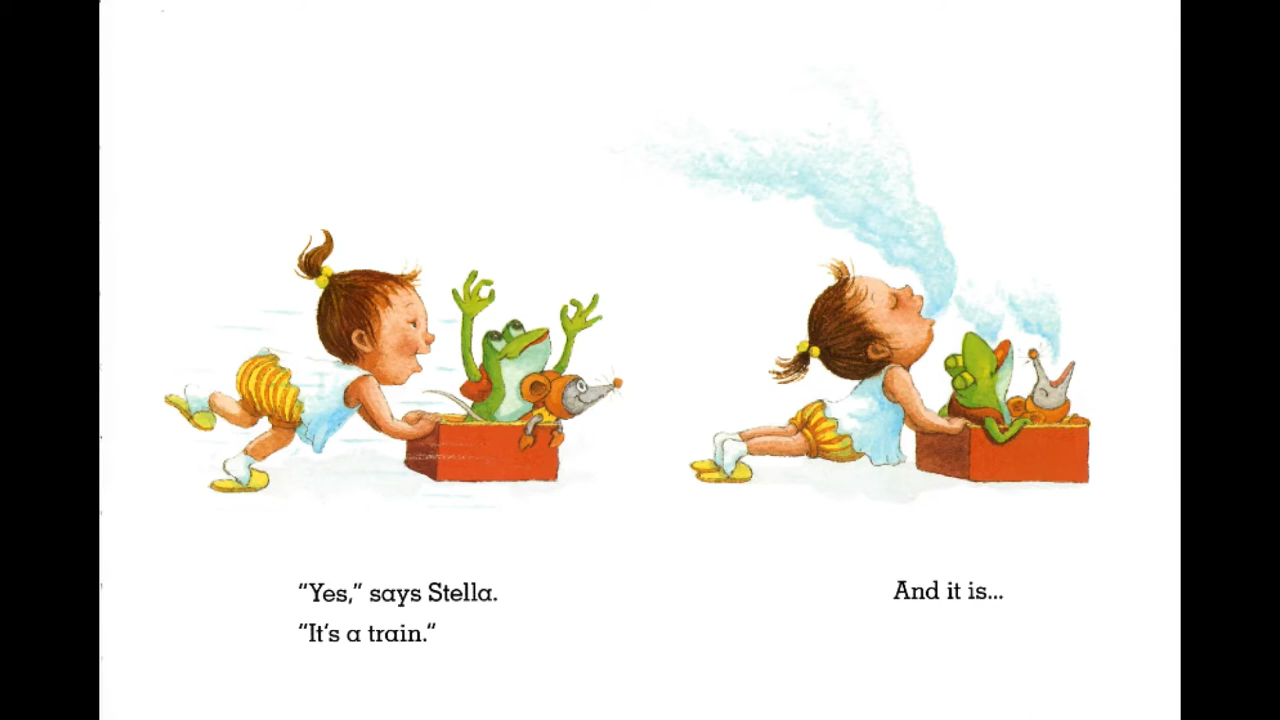 “Yes,” says Stella.
“It’s a train.“
And it is...